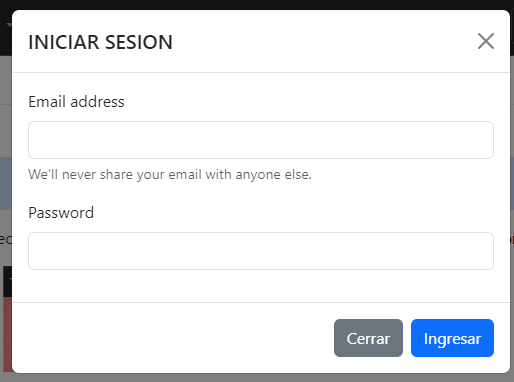 INICIAR SESION
Email address
We'll never share your email with anyone else.
Password
Cerrar
Ingresar